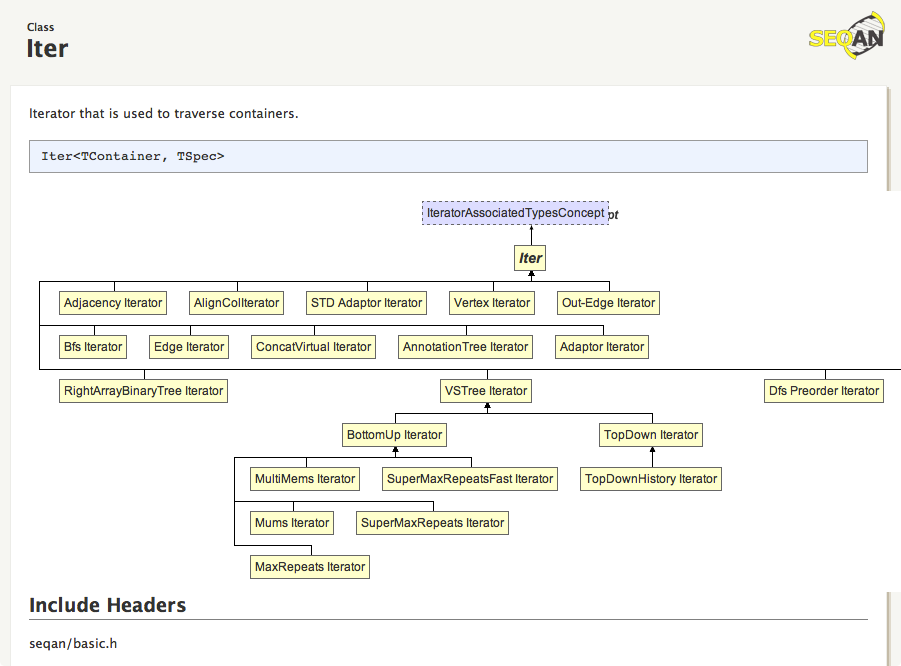 Class
Iter
SEQAN
Iterator that is used to traverse containers.
Iter<TContainer, TSpec>
IteratorAssociatedTypesConcept pt
Iter
Adjacency Iterator AlignColIterator STD Adaptor Iterator Vertex Iterator Out-Edge Iterator
Bfs Iterator Edge Iterator ConcatVirtual Iterator AnnotationTree Iterator Adaptor Iterator
RightArrayBinaryTree Iterator VSTree Iterator Dfs Preorder Iterator
BottomUp Iterator TopDown Iterator
MultiMems Iterator SuperMaxRepeatsFast Iterator TopDownHistory Iterator
Mums Iterator SuperMaxRepeats Iterator
MaxRepeats Iterator
Include Headers
seqan/basic.h